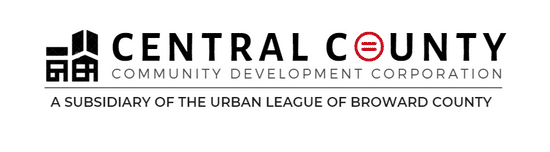 CENTRAL COUNTY
COMMUNITY DEVELOPMENT CORPORATION
A SUBSIDIARY OF THE URBAN LEAGUE OF BROWARD COUNTY